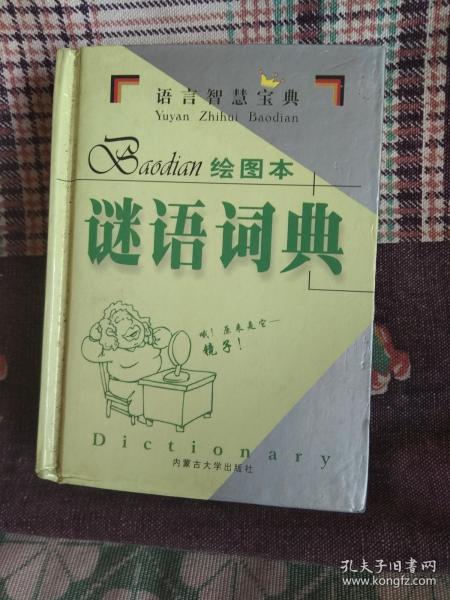 语言智慧宝典
Yuyan Zhihui Baodian
Baodian 绘图本
谜语词典
哦！原来是它—
镜子！
Dictionary
内蒙古大学出版社
孔夫子旧书网
www.kongfz.com